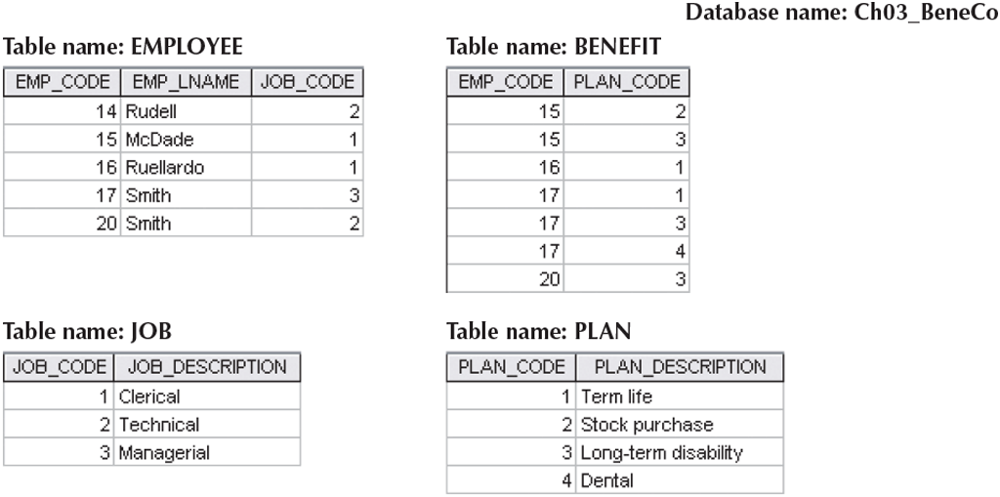 Database name: Ch03_BeneCo
Table name: EMPLOYEE
EMP_CODE EMP_LNAME JOB_CODE
14 Rudell 2
15 McDade 1
16 Ruellardo 1
17 Smith 3
20 Smith 2
Table name: BENEFIT
EMP_CODE PLAN_CODE
15 2
15 3
16 1
17 1
17 3
17 4
20 3
Table name: JOB
JOB_CODE JOB_DESCRIPTION
1 Clerical
2 Technical
3 Managerial
Table name: PLAN
PLAN_CODE PLAN_DESCRIPTION
1 Term life
2 Stock purchase
3 Long-term disability
4 Dental